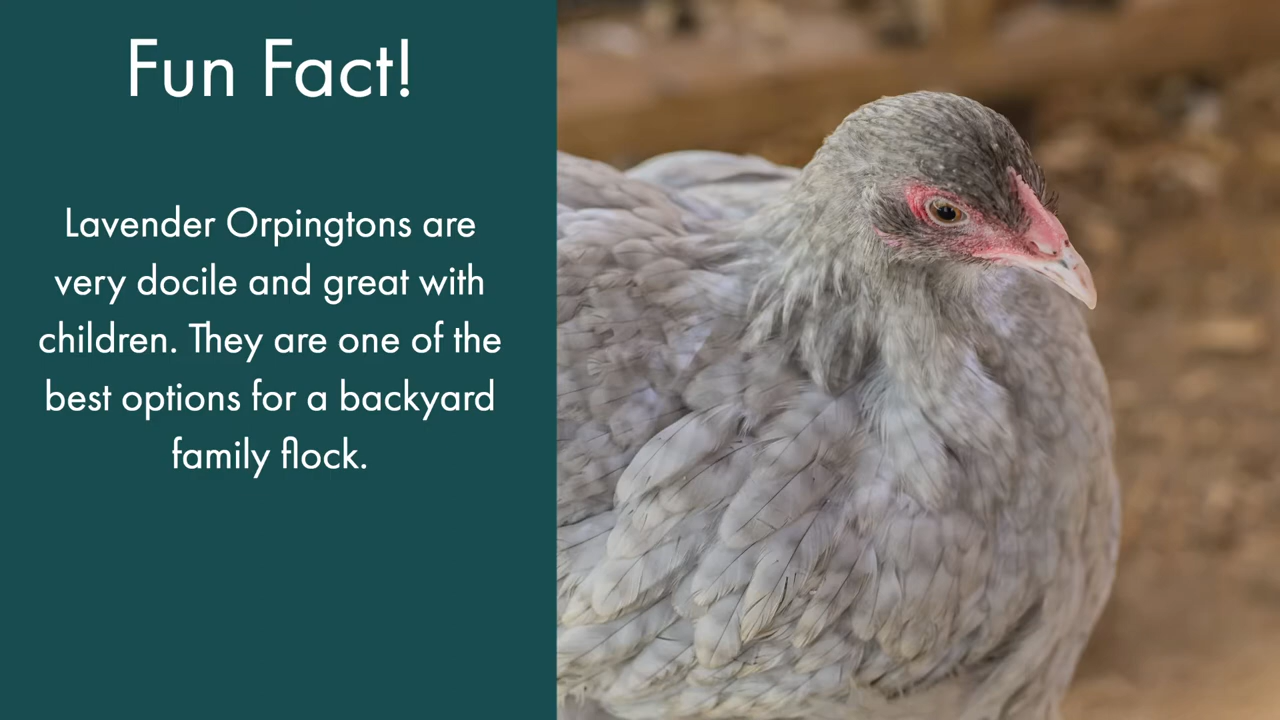 Fun Fact!
Lavender Orpingtons are
very docile and great with
children. They are one of the
best options for a backyard
family flock.